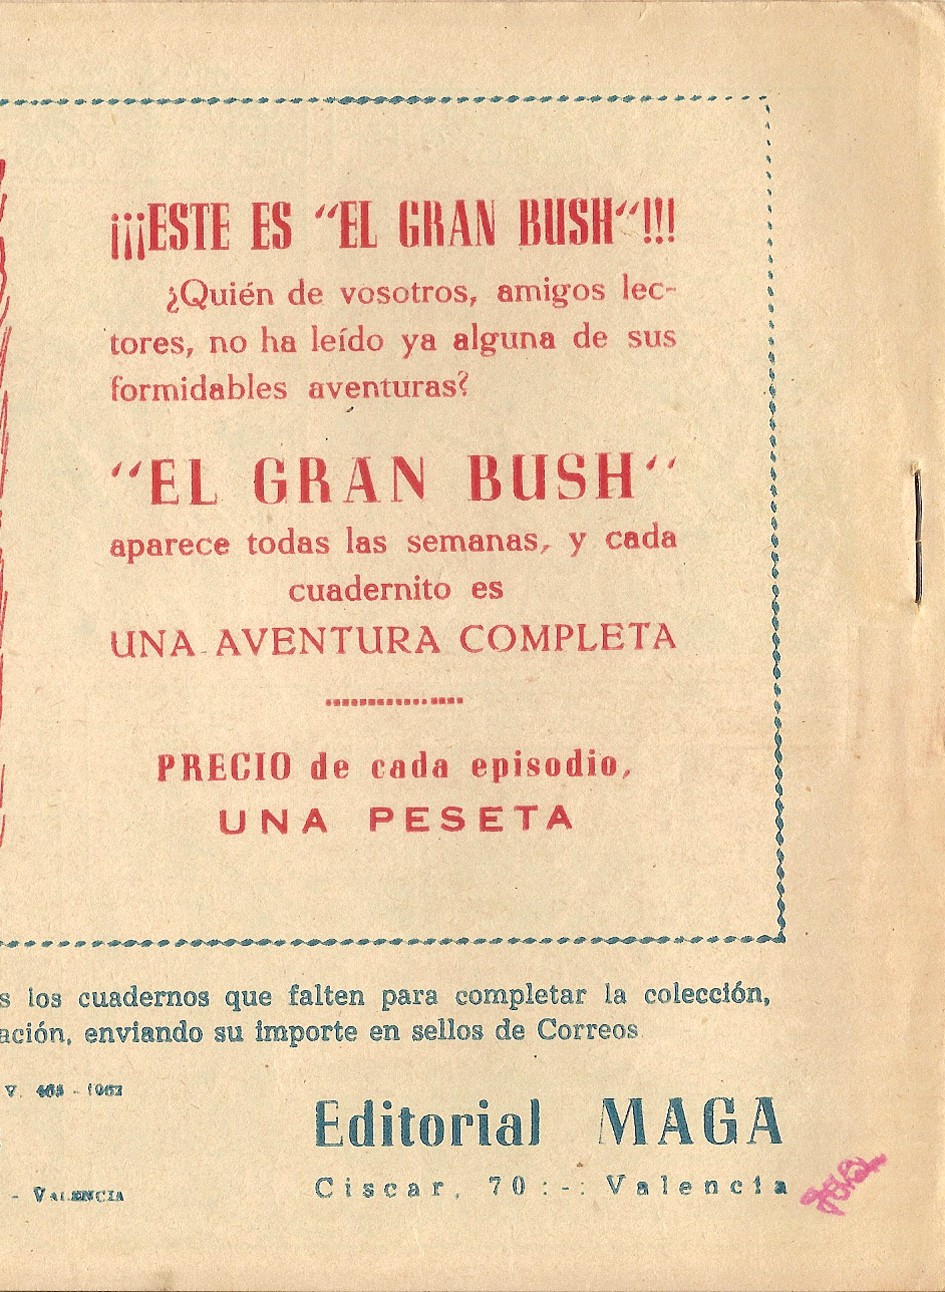 ¡¡¡ESTE ES "EL GRAN BUSH"!!!
¿Quién de vosotros, amigos lec-
tores, no ha leído ya alguna de sus
formidables aventuras?
"EL GRAN BUSH"
aparece todas las semanas, y cada
cuadernito es
UNA AVENTURA COMPLETA
PRECIO de cada episodio,
UNA PESETA
s los cuadernos que falten para completar la colección,
ación, enviando su importe en sellos de Correos
V. - 1962
Editorial MAGA
- VALENCIA
Ciscar, 70 :-: Valencia